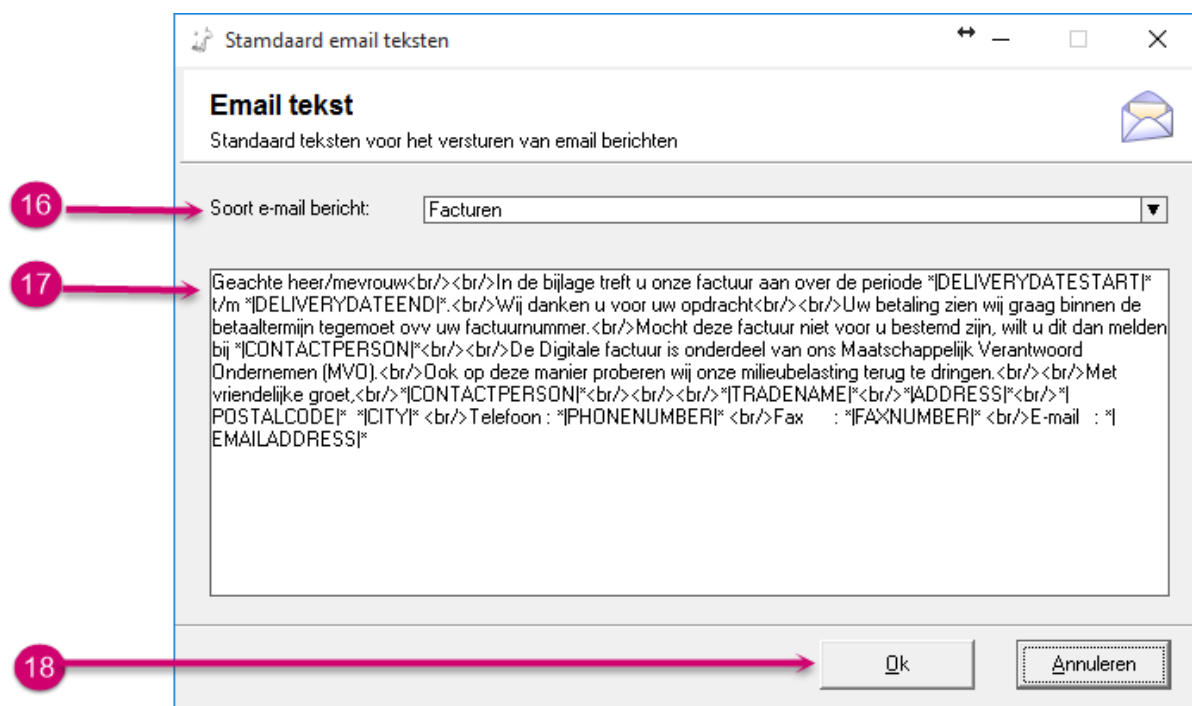 Stamdaard email teksten
Email tekst
Standaard teksten voor het versturen van email berichten
16
Soort e-mail bericht:
Facturen
17
Geachte heer/mevrouw<br/><br/>In de bijlage treft u onze factuur aan over de periode *|DELIVERYDATESTART|*
t/m *|DELIVERYDATEEND|*.<br/>Wij danken u voor uw opdracht<br/><br/>Uw betaling zien wij graag binnen de
betaaltermijn tegemoet ovv uw factuurnummer.<br/>Mocht deze factuur niet voor u bestemd zijn, wilt u dit dan melden
bij *|CONTACTPERSON|*<br/><br/>De Digitale factuur is onderdeel van ons Maatschappelijk Verantwoord
Ondernemen (MVO).<br/>Ook op deze manier proberen wij onze milieubelasting terug te dringen.<br/><br/>Met
vriendelijke groet,<br/>*|CONTACTPERSON|*<br/><br/><br/>*|TRADENAME|*<br/>*|ADDRESS|*<br/>*|
POSTALCODE|*  *|CITY|* <br/>Telefoon : *|PHONENUMBER|* <br/>Fax     : *|FAXNUMBER|* <br/>E-mail  : *|
EMAILADDRESS|*
18
Ok
Annuleren